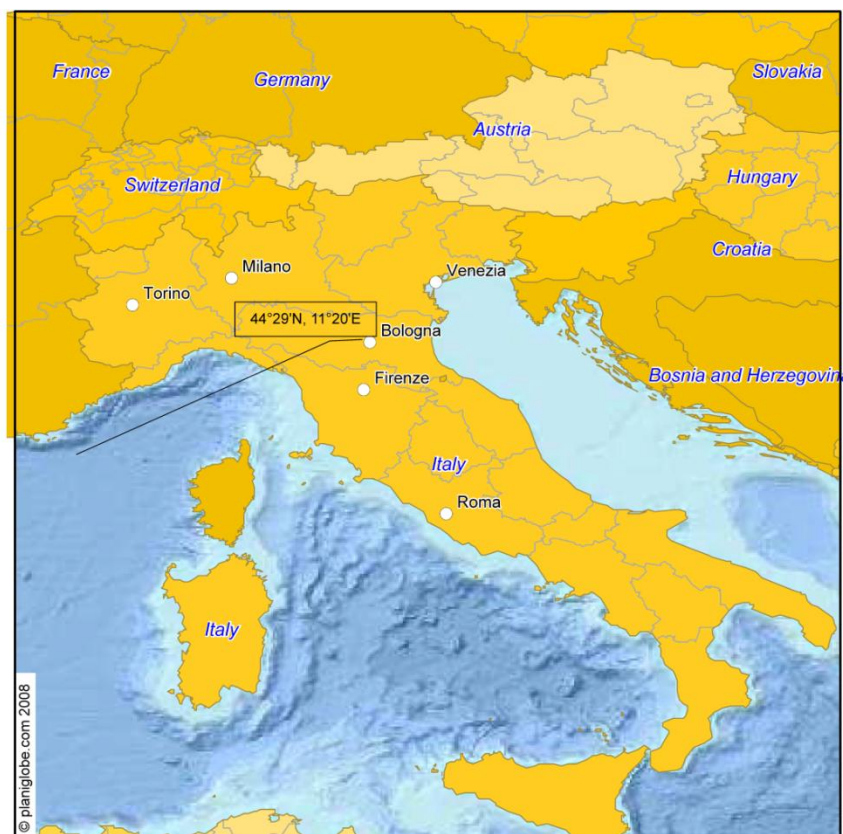 France
Germany
Slovakia
Austria
Switzerland
Hungary
Croatia
Milano
Venezia
Torino
44°29'N, 11°20'E
Bologna
Firenze
Bosnia and Herzegovina
Italy
Roma
Italy
© planiglobe.com 2008